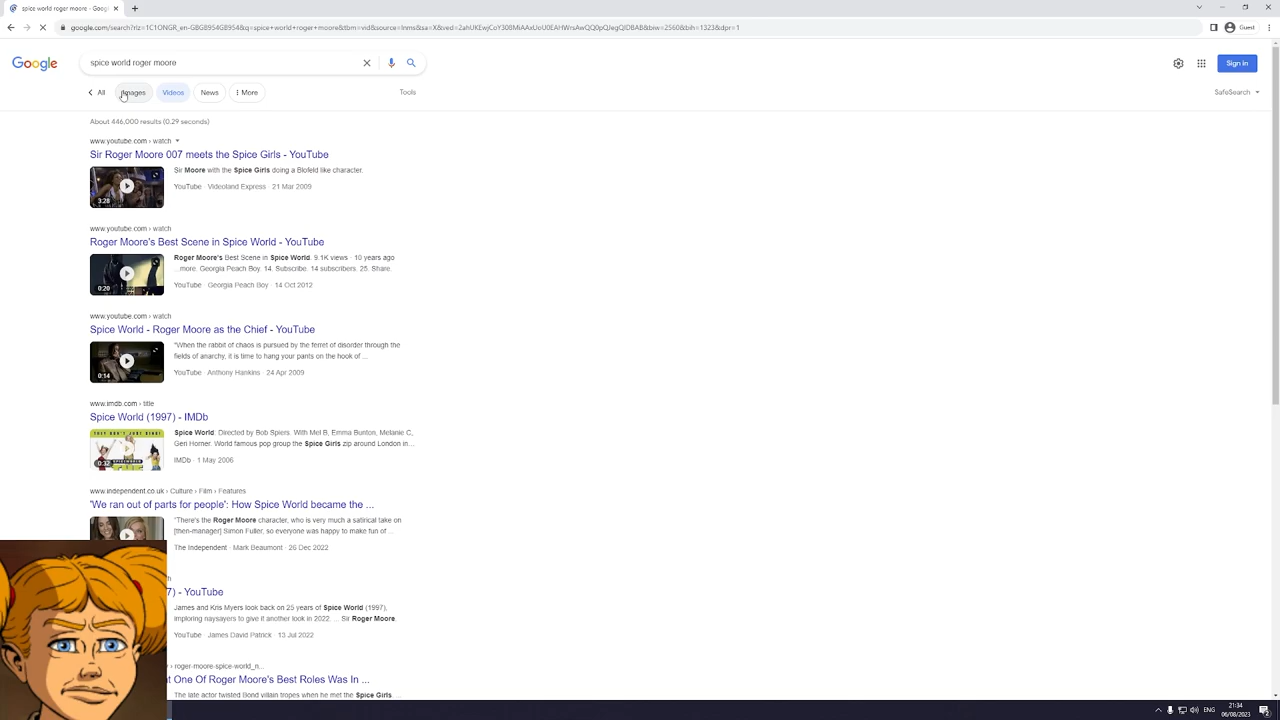 spice world roger moore
google.com/search?rlz=1C1ONGR_en-GBGB954GB954&q=spice+world+roger+moore&tbm=vid&source=lnms&sa=X&
Guest
Google
spice world roger moore
Sign in
All
Images
Videos
News
More
Tools
SafeSearch
About 446,000 results (0.29 seconds)
www.youtube.com › watch
Sir Roger Moore 007 meets the Spice Girls - YouTube
Sir Moore with the Spice Girls doing a Blofeld like character.
3:28
YouTube · Videoland Express · 21 Mar 2009
www.youtube.com › watch
Roger Moore's Best Scene in Spice World - YouTube
Roger Moore's Best Scene in Spice World. 9.1K views · 10 years ago
...more. Georgia Peach Boy. 14. Subscribe. 14 subscribers. 25. Share.
0:20
YouTube · Georgia Peach Boy · 14 Oct 2012
www.youtube.com › watch
Spice World - Roger Moore as the Chief - YouTube
"When the rabbit of chaos is pursued by the ferret of disorder through the
fields of anarchy, it is time to hang your pants on the hook of ...
0:14
YouTube · Anthony Hankins · 24 Apr 2009
www.imdb.com › title
Spice World (1997) - IMDb
Spice World: Directed by Bob Spiers. With Mel B, Emma Bunton, Melanie C,
Geri Horner. World famous pop group the Spice Girls zip around London in...
0:32
IMDb · 1 May 2006
www.independent.co.uk › Culture › Film › Features
'We ran out of parts for people': How Spice World became the ...
"There's the Roger Moore character, who is very much a satirical take on
[then-manager] Simon Fuller, so everyone was happy to make fun of ...
The Independent · Mark Beaumont · 26 Dec 2022
7) - YouTube
James and Kris Myers look back on 25 years of Spice World (1997),
imploring naysayers to give it another look in 2022. ... Sir Roger Moore.
YouTube · James David Patrick · 13 Jul 2022
› roger-moore-spice-world_n...
t One Of Roger Moore's Best Roles Was In ...
The late actor twisted Bond villain tropes when he met the Spice Girls. ...
ENG
21:34
06/08/2023